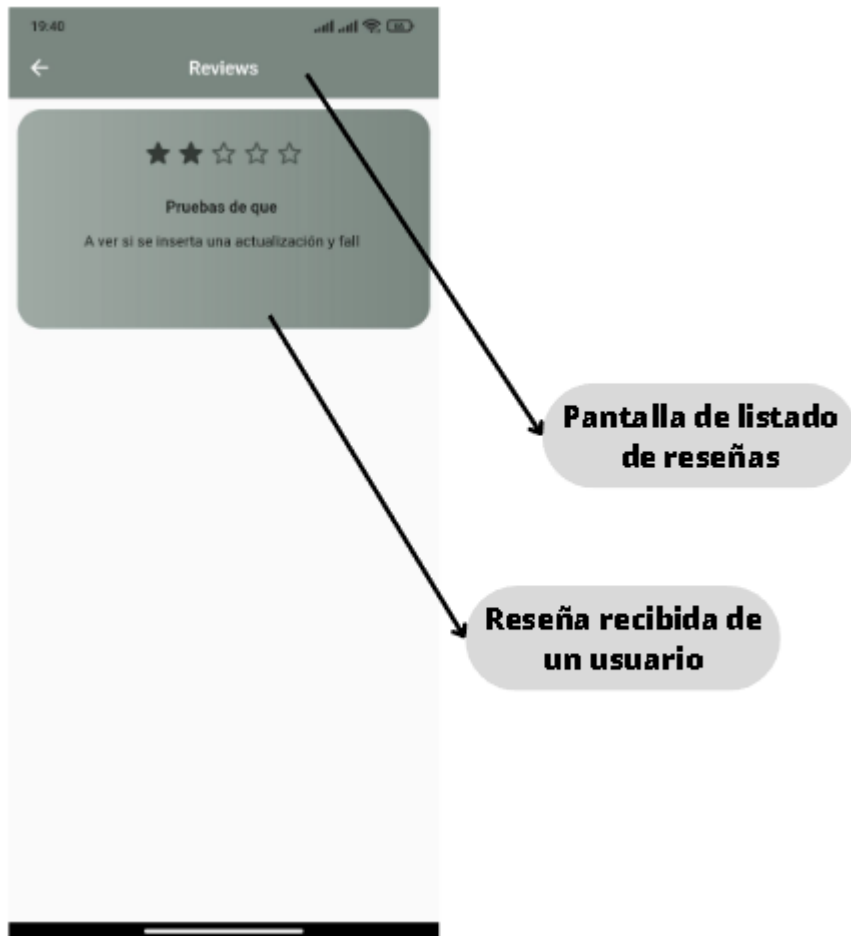 19:40
Reviews
Pruebas de que
A ver si se inserta una actualización y fall
Pantalla de listado
de reseñas
Reseña recibida de
un usuario